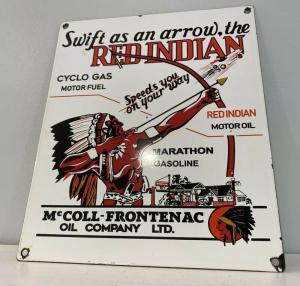 Swift as an arrow, the
RED INDIAN
CYCLO GAS
MOTOR FUEL
Speeds you
on your way
RED INDIAN
MOTOR OIL
MARATHON
GASOLINE
McCOLL-FRONTENAC
OIL COMPANY LTD.